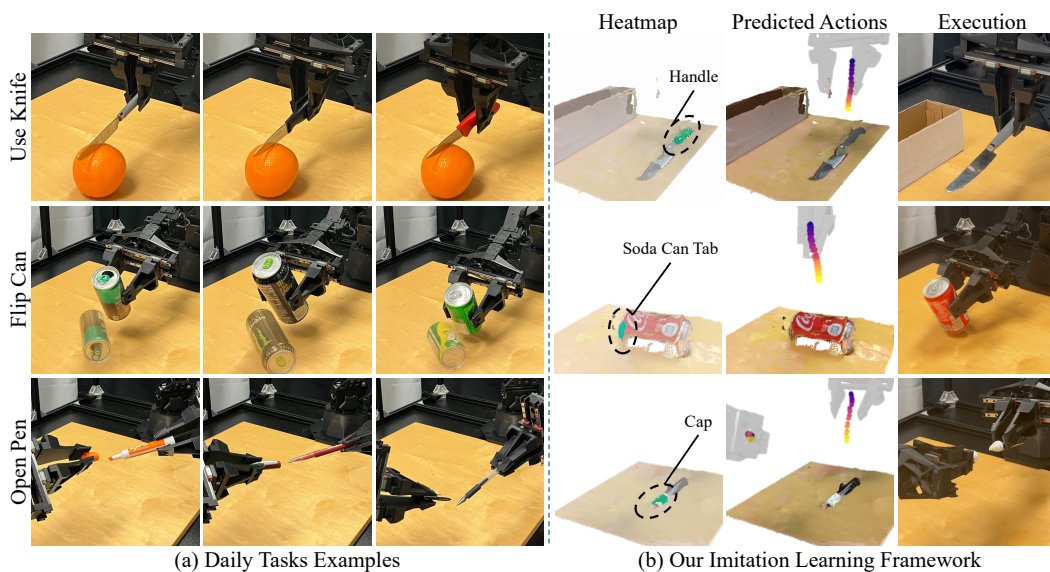 Heatmap
Predicted Actions
Execution
Use Knife
Handle
Flip Can
Soda Can Tab
Open Pen
Cap
(a) Daily Tasks Examples
(b) Our Imitation Learning Framework